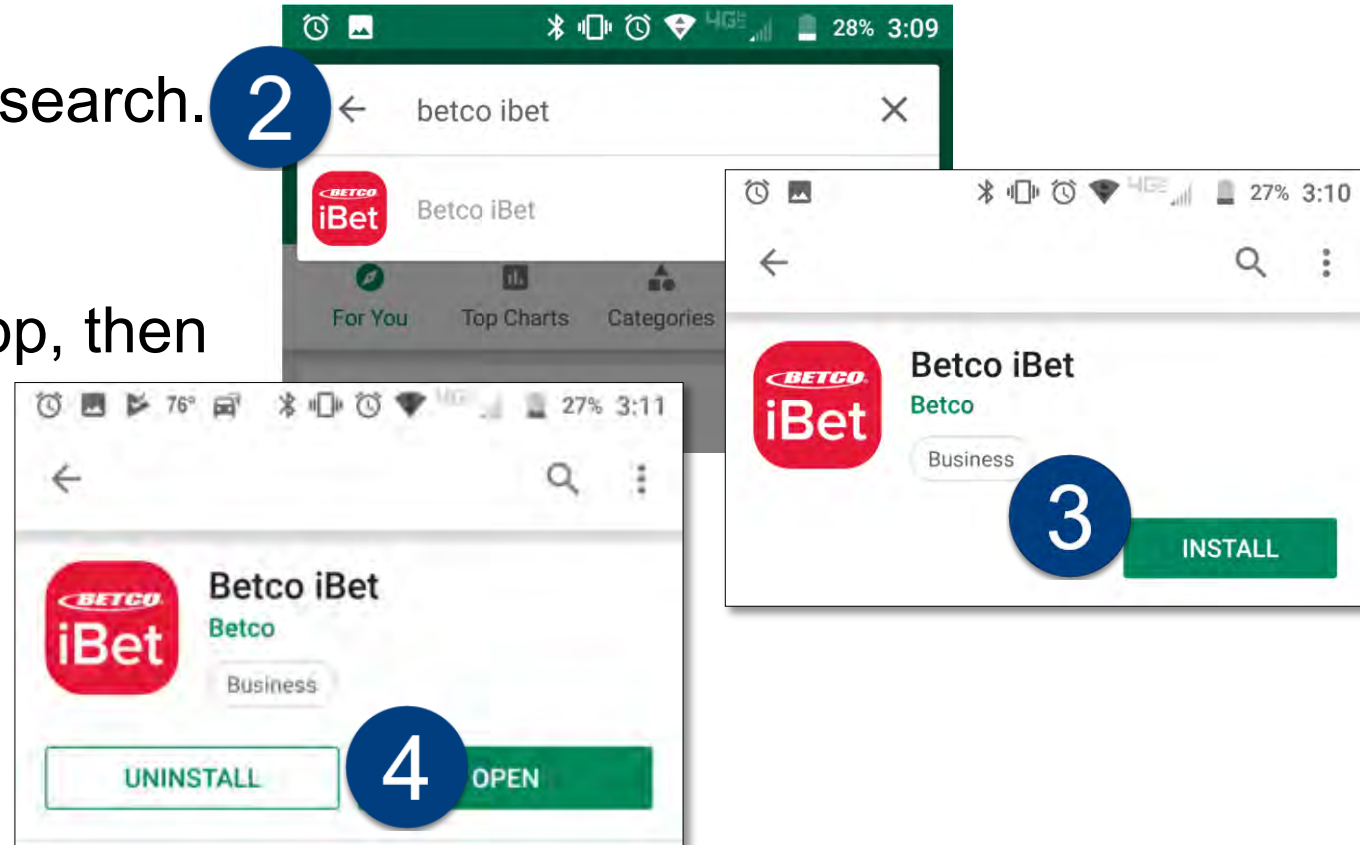 search.
2
28% 3:09
betco ibet
BETCO
iBet
Betco iBet
For You
Top Charts
Categories
op, then
27% 3:10
BETCO
iBet
Betco iBet
Betco
Business
3
INSTALL
76°
27% 3:11
BETCO
iBet
Betco iBet
Betco
Business
UNINSTALL
4
OPEN